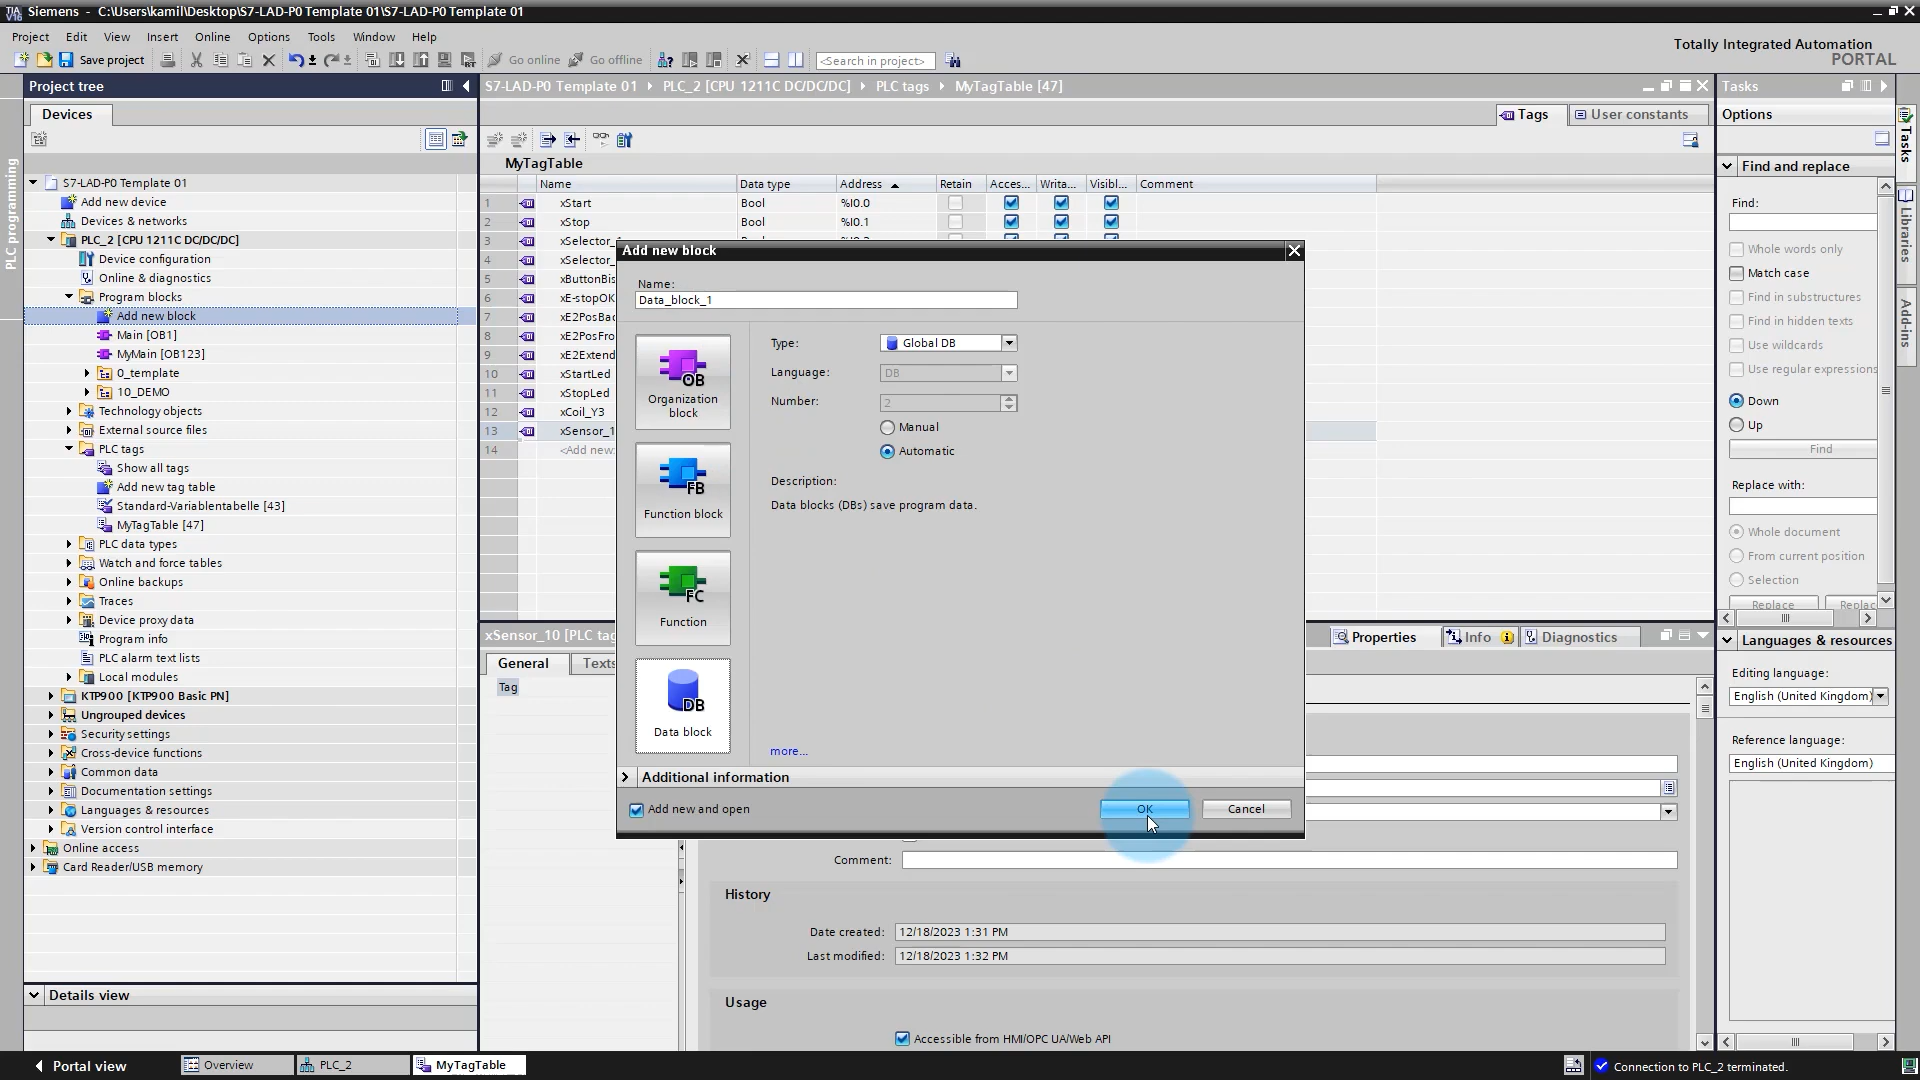 Siemens - C:\Users\kamil\Desktop\S7-LAD-P0 Template 01\S7-LAD-P0 Template 01
Project Edit View Insert Online Options Tools Window Help
Totally Integrated Automation
PORTAL
Save project
Go online
Go offline
<Search in project>
Project tree
S7-LAD-P0 Template 01 PLC_2 [CPU 1211C DC/DC/DC] PLC tags MyTagTable [47]
Tasks
Devices
Tags
User constants
Options
MyTagTable
Name Data type Address Retain Acces... Writa... Visibl... Comment
1 xStart Bool %I0.0
2 xStop Bool %I0.1
3 xSelector_
4 xSelector_
5 xButtonBis
6 xE-stopOK
7 xE2PosBac
8 xE2PosFro
9 xE2Extend
10 xStartLed
11 xStopLed
12 xCoil_Y3
13 xSensor_1
14 <Add new>
PLC programming
S7-LAD-P0 Template 01
Add new device
Devices & networks
PLC_2 [CPU 1211C DC/DC/DC]
Device configuration
Online & diagnostics
Program blocks
Add new block
Main [OB1]
MyMain [OB123]
0_template
10_DEMO
Technology objects
External source files
PLC tags
Show all tags
Add new tag table
Standard-Variablentabelle [43]
MyTagTable [47]
PLC data types
Watch and force tables
Online backups
Traces
Device proxy data
Program info
PLC alarm text lists
Local modules
KTP900 [KTP900 Basic PN]
Ungrouped devices
Security settings
Cross-device functions
Common data
Documentation settings
Languages & resources
Version control interface
Online access
Card Reader/USB memory
Details view
Add new block
Name:
Data_block_1
OB
Organization
block
FB
Function block
FC
Function
DB
Data block
Type: Global DB
Language: DB
Number: 2
Manual
Automatic
Description:
Data blocks (DBs) save program data.
more...
Additional information
Add new and open
OK
Cancel
xSensor_10 [PLC tag
Properties
Info
Diagnostics
General
Texts
Tag
Comment:
History
Date created: 12/18/2023 1:31 PM
Last modified: 12/18/2023 1:32 PM
Usage
Accessible from HMI/OPC UA/Web API
Find and replace
Find:
Whole words only
Match case
Find in substructures
Find in hidden texts
Use wildcards
Use regular expressions
Down
Up
Find
Replace with:
Whole document
From current position
Selection
Replace
Replac
Languages & resources
Editing language:
English (United Kingdom)
Reference language:
English (United Kingdom)
Tasks
Libraries
Add-ins
Portal view
Overview
PLC_2
MyTagTable
Connection to PLC_2 terminated.